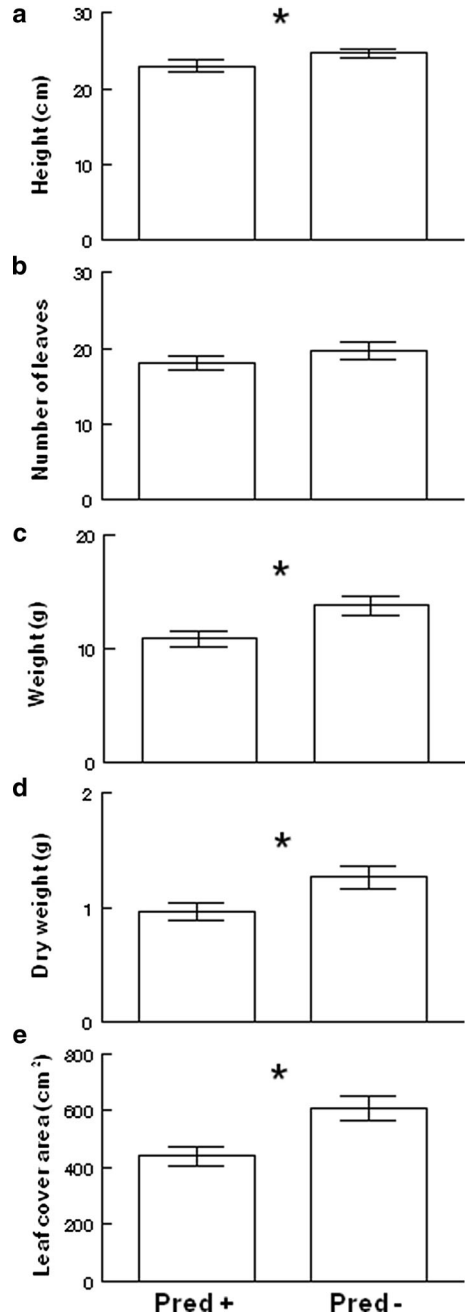 a
Height (cm)
30
20
10
0
*
b
Number of leaves
30
20
10
0
c
Weight (g)
20
10
0
*
d
Dry weight (g)
2
1
0
*
e
Leaf cover area (cm²)
800
600
400
200
0
*
Pred + Pred -